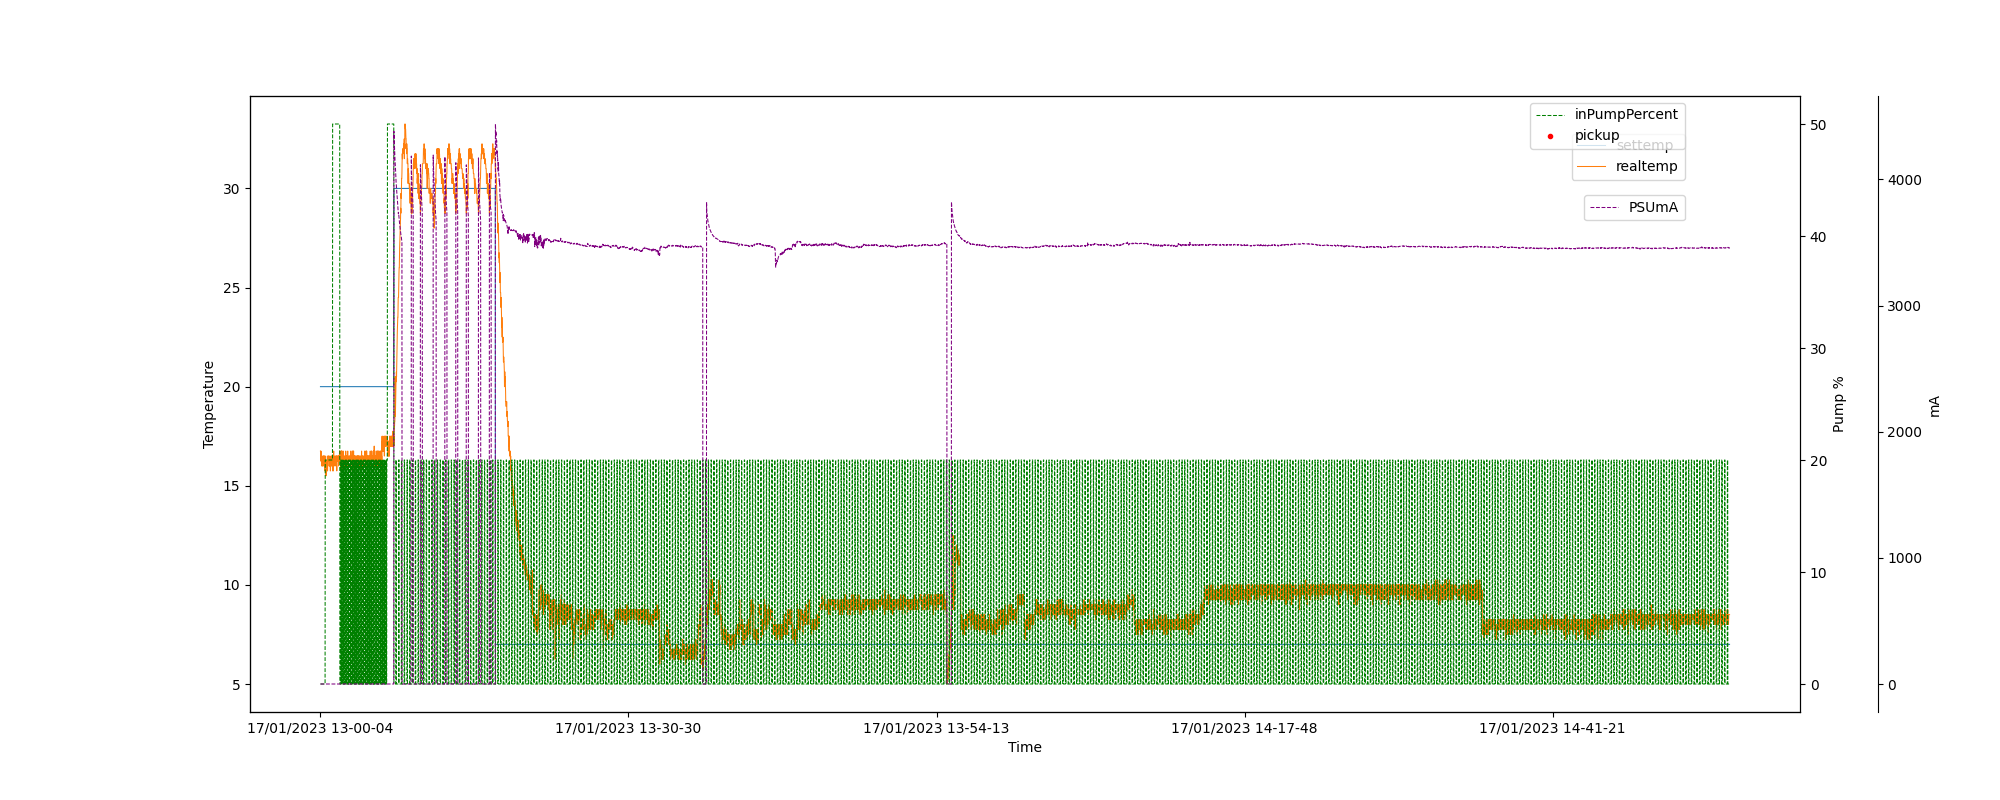 inPumpPercent
pickup
settemp
realtemp
PSUmA
30
25
20
15
10
5
Temperature
50
40
30
20
10
0
Pump %
4000
3000
2000
1000
0
mA
17/01/2023 13-00-04
17/01/2023 13-30-30
17/01/2023 13-54-13
17/01/2023 14-17-48
17/01/2023 14-41-21
Time